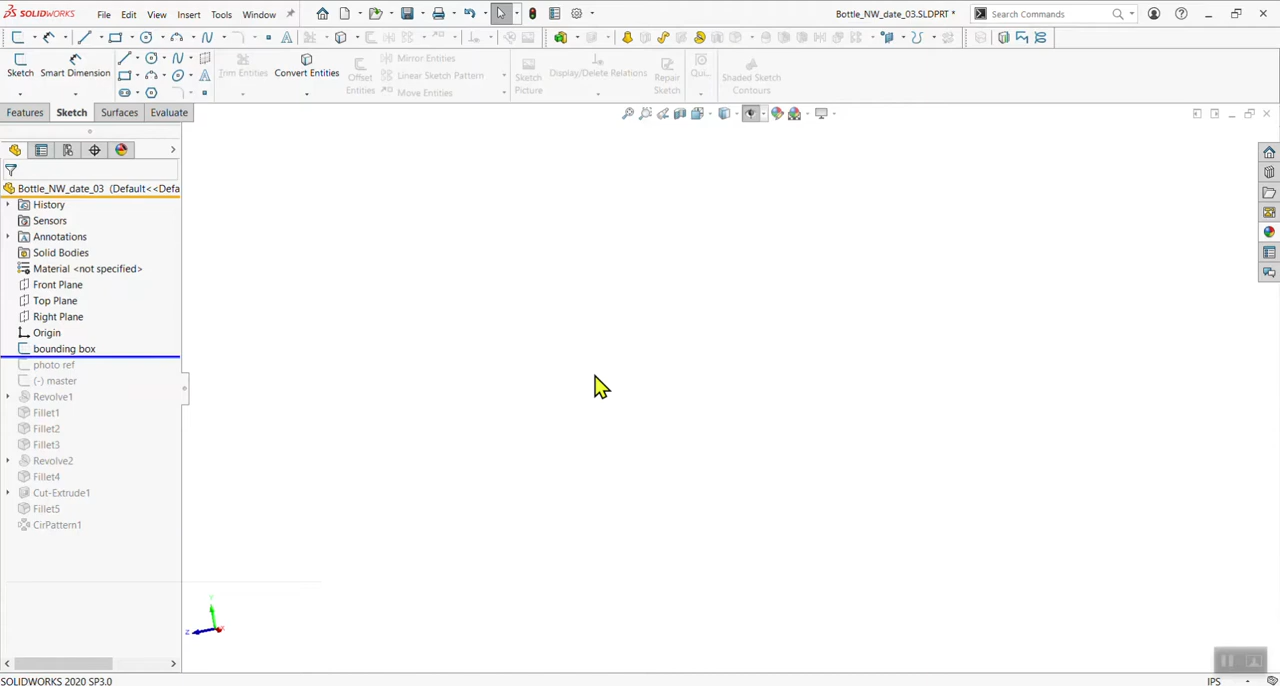 SOLIDWORKS File Edit View Insert Tools Window Bottle_NW_date_03.SLDPRT * Search Commands
Sketch Smart Dimension Trim Entities Convert Entities Offset Entities Mirror Entities Linear Sketch Pattern Move Entities Sketch Picture Display/Delete Relations Repair Sketch Qui... Shaded Sketch Contours
Features Sketch Surfaces Evaluate
Bottle_NW_date_03 (Default<<Defa
History
Sensors
Annotations
Solid Bodies
Material <not specified>
Front Plane
Top Plane
Right Plane
Origin
bounding box
photo ref
(-) master
Revolve1
Fillet1
Fillet2
Fillet3
Revolve2
Fillet4
Cut-Extrude1
Fillet5
CirPattern1
Z
SOLIDWORKS 2020 SP3.0 IPS